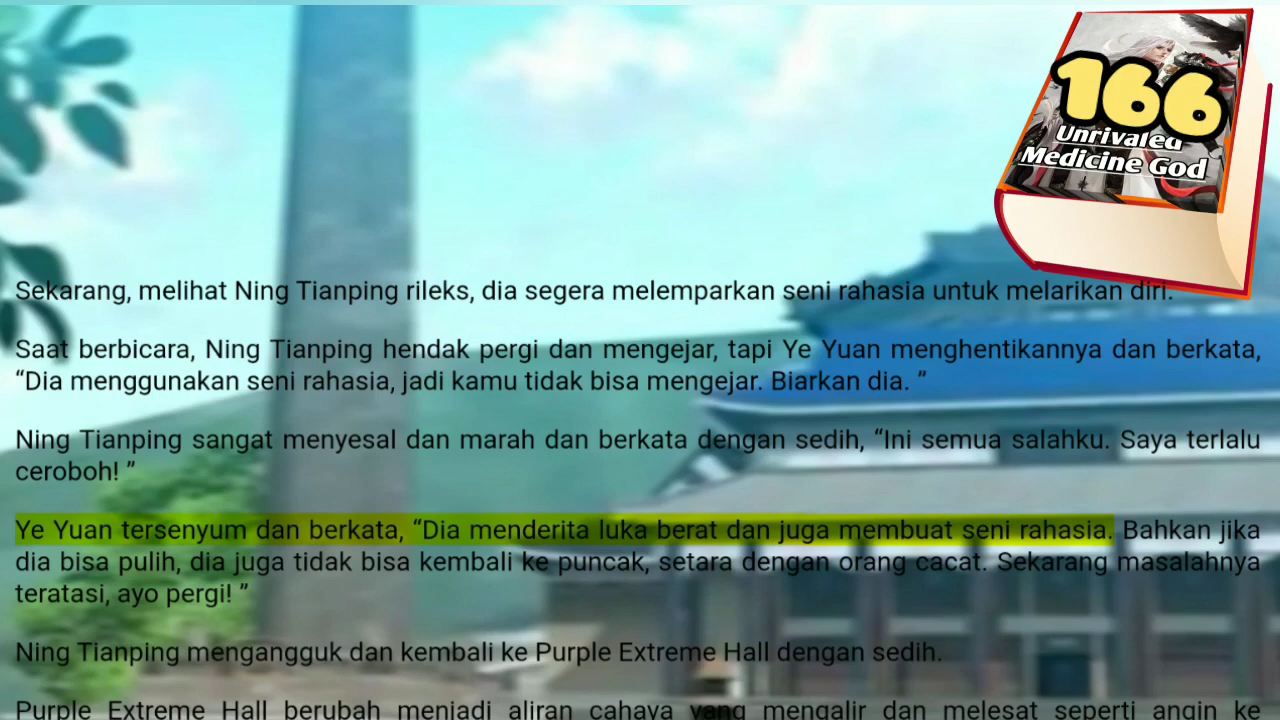 166
Unrivaled
Medicine God
Sekarang, melihat Ning Tianping rileks, dia segera melemparkan seni rahasia untuk melarikan diri.
Saat berbicara, Ning Tianping hendak pergi dan mengejar, tapi Ye Yuan menghentikannya dan berkata,
“Dia menggunakan seni rahasia, jadi kamu tidak bisa mengejar. Biarkan dia. ”
Ning Tianping sangat menyesal dan marah dan berkata dengan sedih, “Ini semua salahku. Saya terlalu
ceroboh! ”
Ye Yuan tersenyum dan berkata, “Dia menderita luka berat dan juga membuat seni rahasia. Bahkan jika
dia bisa pulih, dia juga tidak bisa kembali ke puncak, setara dengan orang cacat. Sekarang masalahnya
teratasi, ayo pergi! ”
Ning Tianping mengangguk dan kembali ke Purple Extreme Hall dengan sedih.
Purple Extreme Hall berubah menjadi aliran cahaya yang mengalir dan melesat seperti angin ke